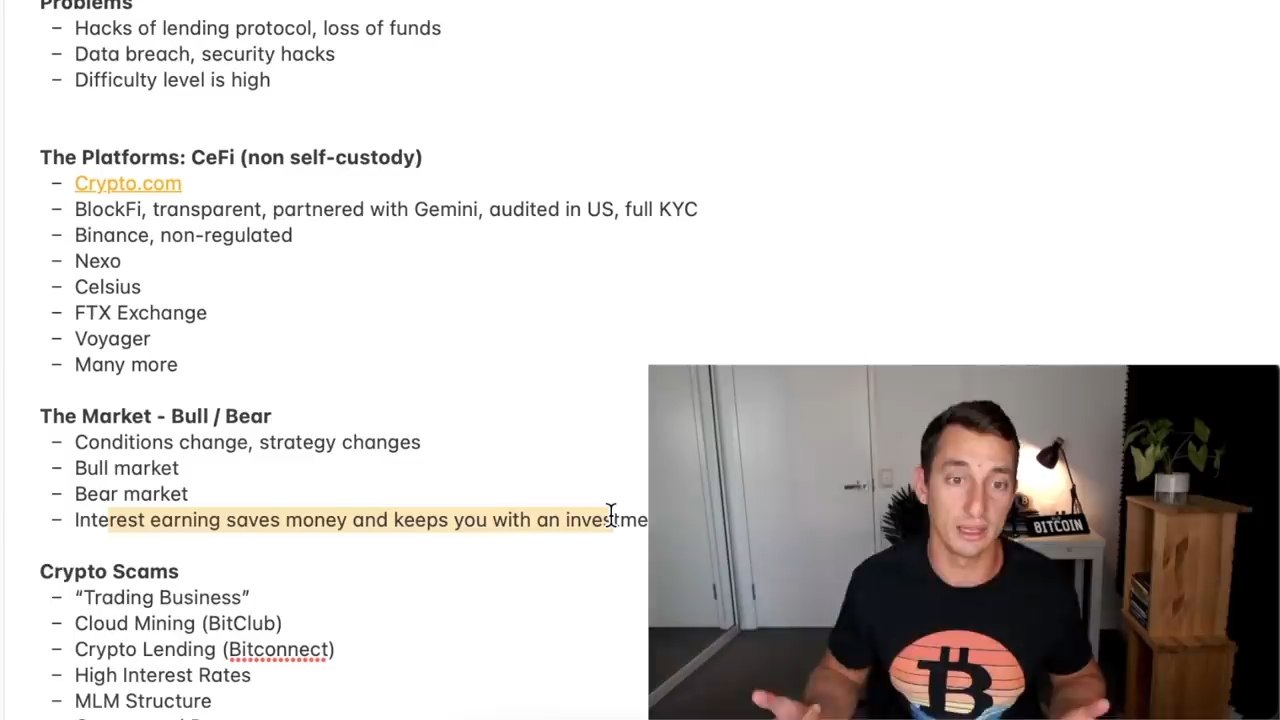 Problems
– Hacks of lending protocol, loss of funds
– Data breach, security hacks
– Difficulty level is high
The Platforms: CeFi (non self-custody)
– Crypto.com
– BlockFi, transparent, partnered with Gemini, audited in US, full KYC
– Binance, non-regulated
– Nexo
– Celsius
– FTX Exchange
– Voyager
– Many more
The Market - Bull / Bear
– Conditions change, strategy changes
– Bull market
– Bear market
– Interest earning saves money and keeps you with an investme
Crypto Scams
– “Trading Business”
– Cloud Mining (BitClub)
– Crypto Lending (Bitconnect)
– High Interest Rates
– MLM Structure
BITCOIN